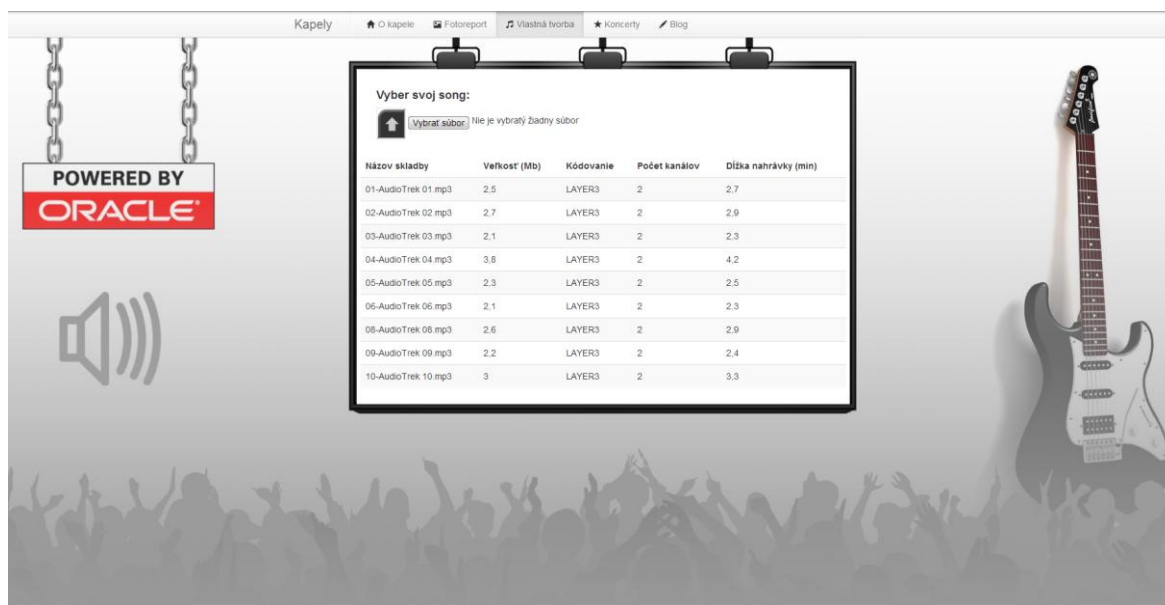 Kapely O kapele Fotoreport Vlastná tvorba Koncerty Blog
POWERED BY
ORACLE®
Vyber svoj song:
Vybrať súbor Nie je vybratý žiadny súbor
Názov skladby Veľkosť (Mb) Kódovanie Počet kanálov Dĺžka nahrávky (min)
01-AudioTrek 01.mp3 2,5 LAYER3 2 2,7
02-AudioTrek 02.mp3 2,7 LAYER3 2 2,9
03-AudioTrek 03.mp3 2,1 LAYER3 2 2,3
04-AudioTrek 04.mp3 3,8 LAYER3 2 4,2
05-AudioTrek 05.mp3 2,3 LAYER3 2 2,5
06-AudioTrek 06.mp3 2,1 LAYER3 2 2,3
08-AudioTrek 08.mp3 2,6 LAYER3 2 2,9
09-AudioTrek 09.mp3 2,2 LAYER3 2 2,4
10-AudioTrek 10.mp3 3 LAYER3 2 3,3